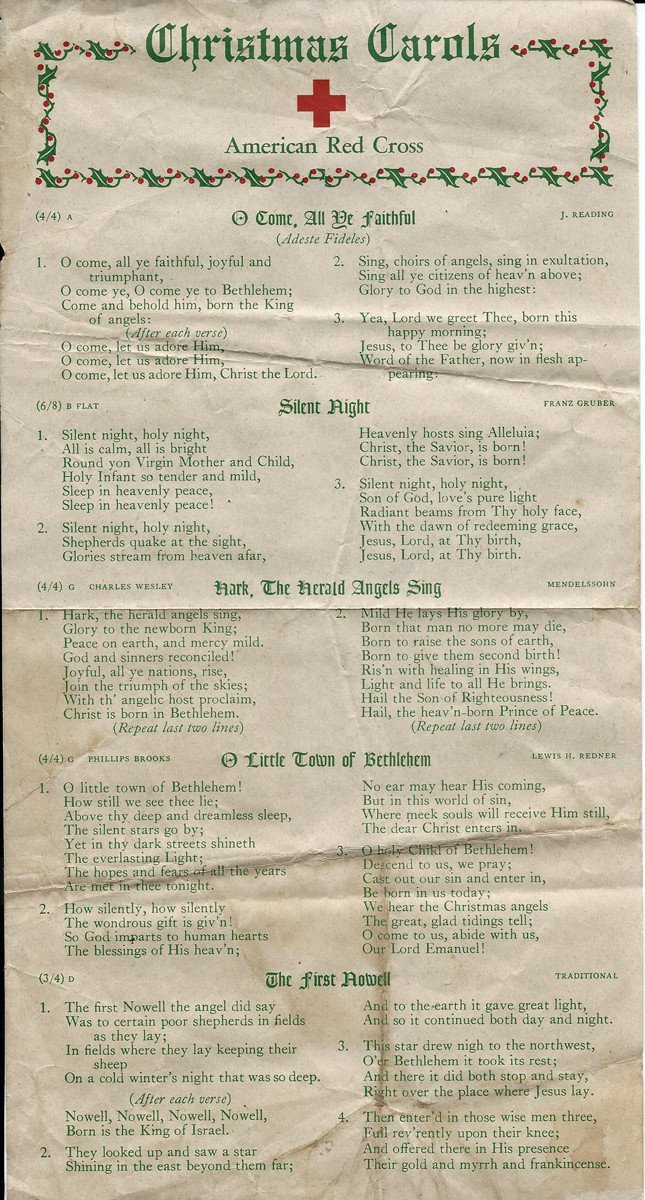 Christmas Carols
American Red Cross
(4/4) A
O Come, All Ye Faithful
J. READING
(Adeste Fideles)
1. O come, all ye faithful, joyful and
triumphant,
O come ye, O come ye to Bethlehem;
Come and behold him, born the King
of angels:
(After each verse)
O come, let us adore Him,
O come, let us adore Him,
O come, let us adore Him, Christ the Lord.
2. Sing, choirs of angels, sing in exultation,
Sing all ye citizens of heav'n above;
Glory to God in the highest:
3. Yea, Lord we greet Thee, born this
happy morning;
Jesus, to Thee be glory giv'n;
Word of the Father, now in flesh ap-
pearing:
(6/8) B FLAT
Silent Night
FRANZ GRUBER
1. Silent night, holy night,
All is calm, all is bright
Round yon Virgin Mother and Child,
Holy Infant so tender and mild,
Sleep in heavenly peace,
Sleep in heavenly peace!
2. Silent night, holy night,
Shepherds quake at the sight,
Glories stream from heaven afar,
Heavenly hosts sing Alleluia;
Christ, the Savior, is born!
Christ, the Savior, is born!
3. Silent night, holy night,
Son of God, love's pure light
Radiant beams from Thy holy face,
With the dawn of redeeming grace,
Jesus, Lord, at Thy birth,
Jesus, Lord, at Thy birth.
(4/4) G CHARLES WESLEY
Hark, The Herald Angels Sing
MENDELSSOHN
1. Hark, the herald angels sing,
Glory to the newborn King;
Peace on earth, and mercy mild.
God and sinners reconciled!
Joyful, all ye nations, rise,
Join the triumph of the skies;
With th' angelic host proclaim,
Christ is born in Bethlehem.
(Repeat last two lines)
2. Mild He lays His glory by,
Born that man no more may die,
Born to raise the sons of earth,
Born to give them second birth!
Ris'n with healing in His wings,
Light and life to all He brings.
Hail the Son of Righteousness!
Hail, the heav'n-born Prince of Peace.
(Repeat last two lines)
(4/4) G PHILLIPS BROOKS
O Little Town of Bethlehem
LEWIS H. REDNER
1. O little town of Bethlehem!
How still we see thee lie;
Above thy deep and dreamless sleep,
The silent stars go by;
Yet in thy dark streets shineth
The everlasting Light;
The hopes and fears of all the years
Are met in thee tonight.
2. How silently, how silently
The wondrous gift is giv'n!
So God imparts to human hearts
The blessings of His heav'n;
No ear may hear His coming,
But in this world of sin,
Where meek souls will receive Him still,
The dear Christ enters in.
3. O holy Child of Bethlehem!
Descend to us, we pray;
Cast out our sin and enter in,
Be born in us today;
We hear the Christmas angels
The great, glad tidings tell;
O come to us, abide with us,
Our Lord Emanuel!
(3/4) D
The First Nowell
TRADITIONAL
1. The first Nowell the angel did say
Was to certain poor shepherds in fields
as they lay;
In fields where they lay keeping their
sheep
On a cold winter's night that was so deep.
(After each verse)
Nowell, Nowell, Nowell, Nowell,
Born is the King of Israel.
2. They looked up and saw a star
Shining in the east beyond them far;
And to the earth it gave great light,
And so it continued both day and night.
3. This star drew nigh to the northwest,
O'er Bethlehem it took its rest;
And there it did both stop and stay,
Right over the place where Jesus lay.
4. Then enter'd in those wise men three,
Full rev'rently upon their knee;
And offered there in His presence
Their gold and myrrh and frankincense.